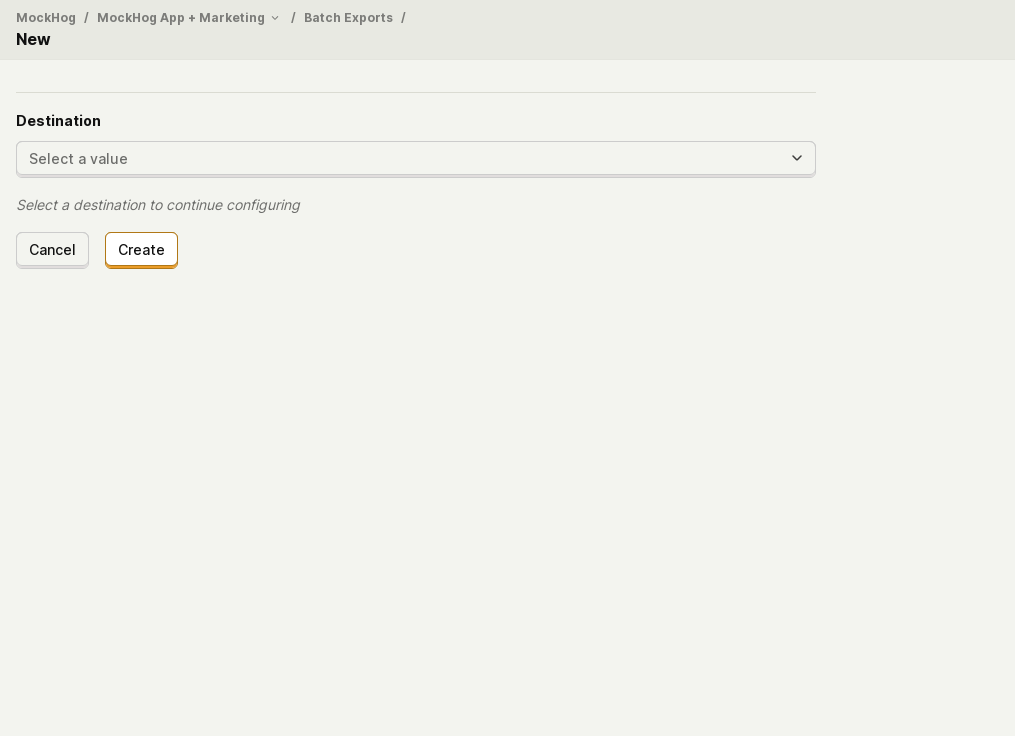 MockHog / MockHog App + Marketing / Batch Exports /
New
Destination
Select a value
Select a destination to continue configuring
Cancel Create